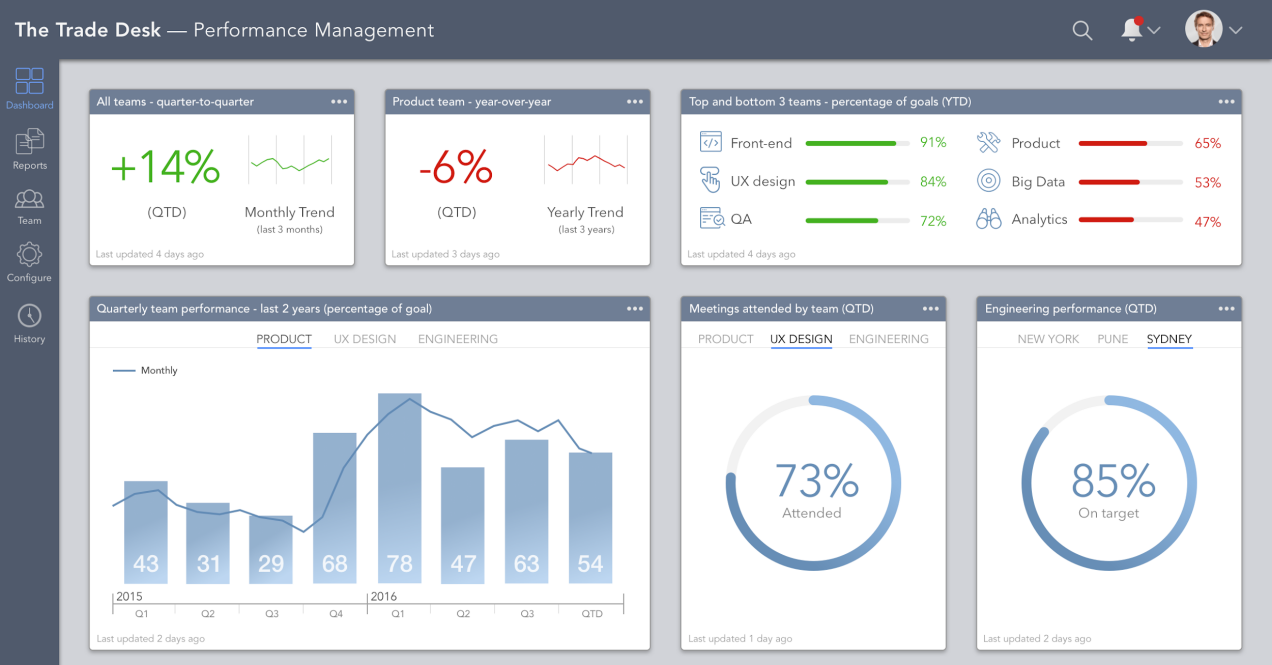 The Trade Desk — Performance Management
Dashboard
Reports
Team
Configure
History
All teams - quarter-to-quarter
+14%
(QTD)
Monthly Trend
(last 3 months)
Last updated 4 days ago
Product team - year-over-year
-6%
(QTD)
Yearly Trend
(last 3 years)
Last updated 3 days ago
Top and bottom 3 teams - percentage of goals (YTD)
Front-end 91%
UX design 84%
QA 72%
Product 65%
Big Data 53%
Analytics 47%
Last updated 4 days ago
Quarterly team performance - last 2 years (percentage of goal)
PRODUCT UX DESIGN ENGINEERING
Monthly
43 31 29 68 78 47 63 54
2015 2016
Q1 Q2 Q3 Q4 Q1 Q2 Q3 QTD
Last updated 2 days ago
Meetings attended by team (QTD)
PRODUCT UX DESIGN ENGINEERING
73%
Attended
Last updated 1 day ago
Engineering performance (QTD)
NEW YORK PUNE SYDNEY
85%
On target
Last updated 2 days ago